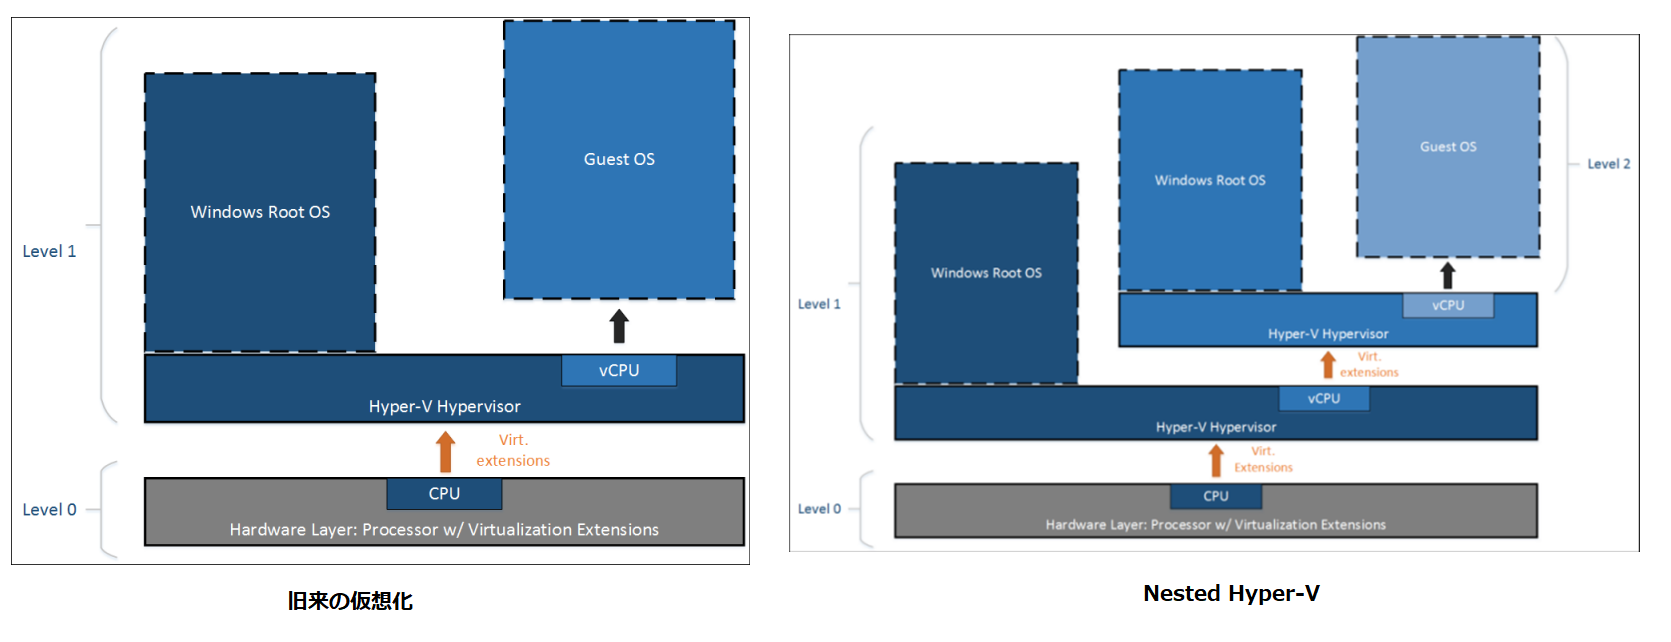 Guest OS
Windows Root OS
Level 1
vCPU
Hyper-V Hypervisor
Virt.
extensions
CPU
Level 0
Hardware Layer: Processor w/ Virtualization Extensions
旧来の仮想化
Guest OS
Level 2
Windows Root OS
Windows Root OS
Level 1
vCPU
Hyper-V Hypervisor
Virt.
extensions
vCPU
Hyper-V Hypervisor
Virt.
Extensions
CPU
Level 0
Hardware Layer: Processor w/ Virtualization Extensions
Nested Hyper-V